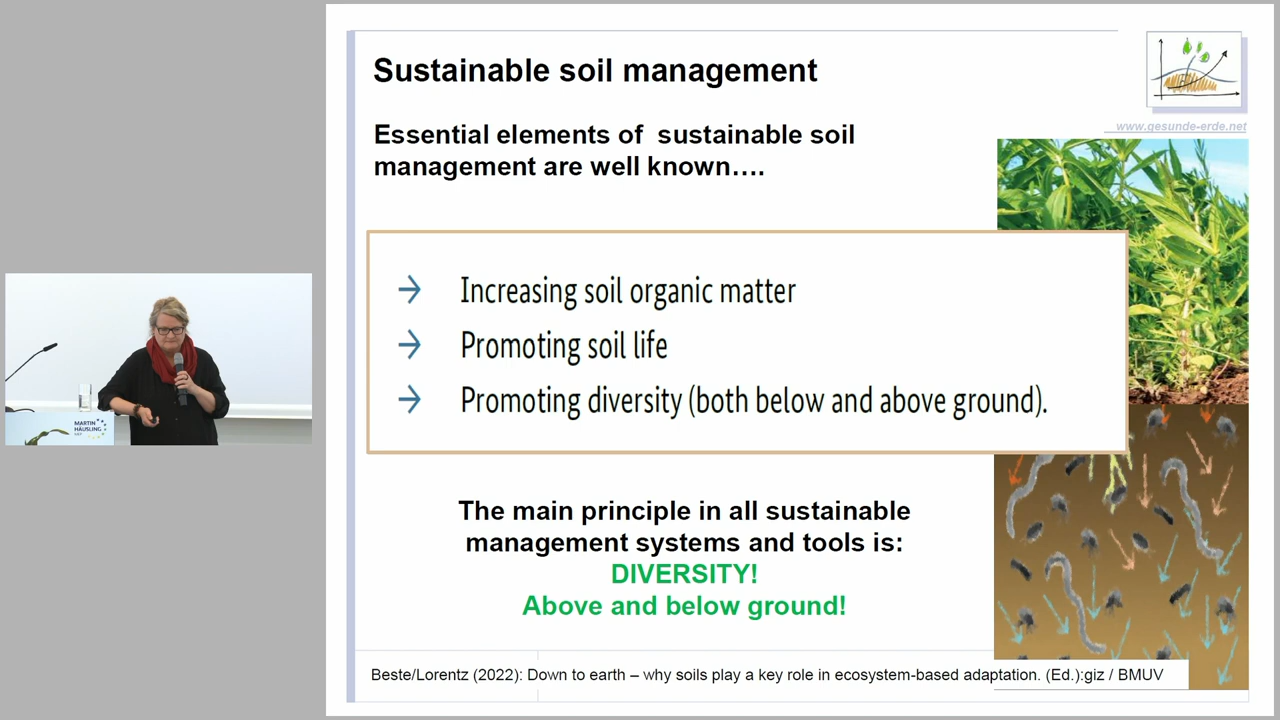 Sustainable soil management
www.gesunde-erde.net
Essential elements of sustainable soil
management are well known….
→ Increasing soil organic matter
→ Promoting soil life
→ Promoting diversity (both below and above ground).
The main principle in all sustainable
management systems and tools is:
DIVERSITY!
Above and below ground!
Beste/Lorentz (2022): Down to earth – why soils play a key role in ecosystem-based adaptation. (Ed.):giz / BMUV
MARTIN
HÄUSLING